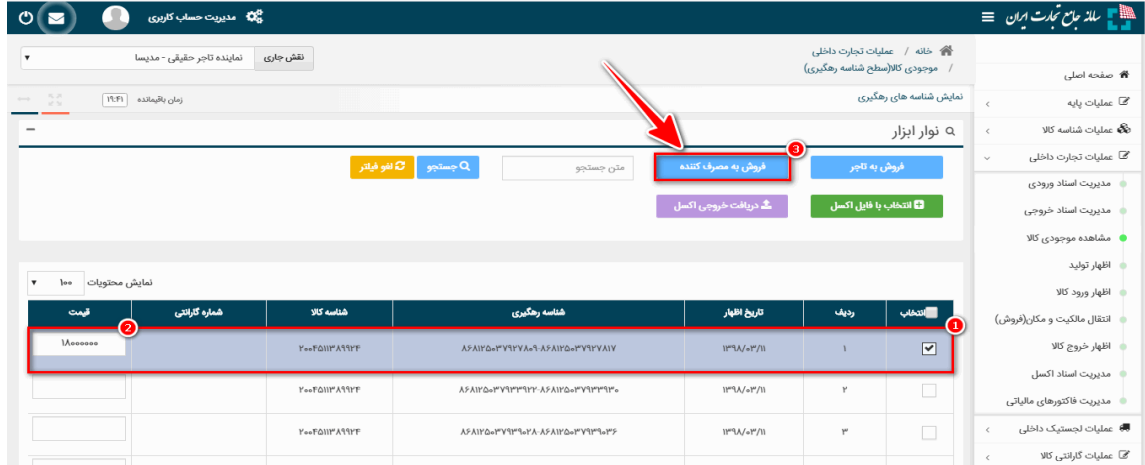 سامانه جامع تجارت ایران
مدیریت حساب کاربری
خانه / عملیات تجارت داخلی
/ موجودی کالا(سطح شناسه رهگیری)
نقش جاری
نماینده تاجر حقیقی - مدیسا
نمایش شناسه های رهگیری
زمان باقیمانده ۱۹:۴۱
صفحه اصلی
عملیات پایه
عملیات شناسه کالا
عملیات تجارت داخلی
مدیریت اسناد ورودی
مدیریت اسناد خروجی
مشاهده موجودی کالا
اظهار تولید
اظهار ورود کالا
انتقال مالکیت و مکان(فروش)
اظهار خروج کالا
مدیریت اسناد اکسل
مدیریت فاکتورهای مالیاتی
عملیات لجستیک داخلی
عملیات گارانتی کالا
نوار ابزار
فروش به تاجر
3
فروش به مصرف کننده
متن جستجو
جستجو
لغو فیلتر
انتخاب با فایل اکسل
دریافت خروجی اکسل
نمایش محتویات ۱۰۰
انتخاب ردیف تاریخ اظهار شناسه رهگیری شناسه کالا شماره گارانتی قیمت
1
2
۱ ۱۳۹۸/۰۳/۱۱ ۸۶۸۱۲۵۰۳۷۹۲۷۸۰۹-۸۶۸۱۲۵۰۳۷۹۲۷۸۱۷ ۲۰۰۴۵۱۱۳۸۹۹۲۴ ۱۸۰۰۰۰۰۰
۲ ۱۳۹۸/۰۳/۱۱ ۸۶۸۱۲۵۰۳۷۹۳۳۹۲۲-۸۶۸۱۲۵۰۳۷۹۳۳۹۳۰ ۲۰۰۴۵۱۱۳۸۹۹۲۴
۳ ۱۳۹۸/۰۳/۱۱ ۸۶۸۱۲۵۰۳۷۹۳۹۰۲۸-۸۶۸۱۲۵۰۳۷۹۳۹۰۳۶ ۲۰۰۴۵۱۱۳۸۹۹۲۴